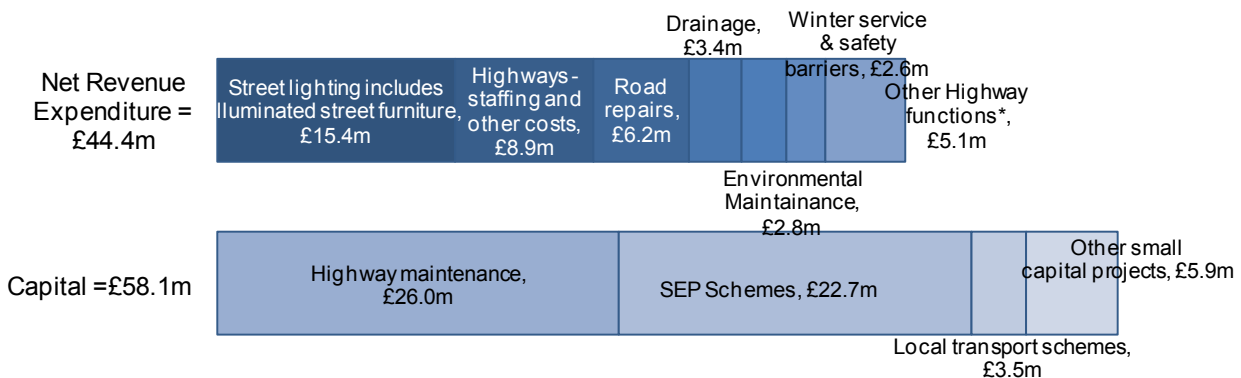 Net Revenue
Expenditure =
£44.4m
Street lighting includes
lluminated street furniture,
£15.4m
Highways -
staffing and
other costs,
£8.9m
Road
repairs,
£6.2m
Drainage,
£3.4m
Environmental
Maintainance,
£2.8m
Winter service
& safety
barriers, £2.6m
Other Highway
functions*,
£5.1m
Capital =£58.1m
Highway maintenance,
£26.0m
SEP Schemes, £22.7m
Local transport schemes,
£3.5m
Other small
capital projects, £5.9m